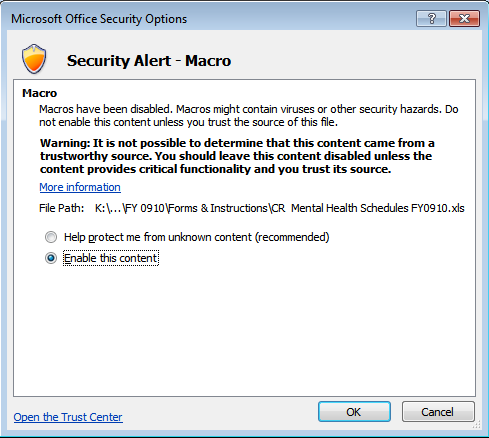 Microsoft Office Security Options
Security Alert - Macro
Macro
Macros have been disabled. Macros might contain viruses or other security hazards. Do
not enable this content unless you trust the source of this file.
Warning: It is not possible to determine that this content came from a
trustworthy source. You should leave this content disabled unless the
content provides critical functionality and you trust its source.
More information
File Path: K:\...\FY 0910\Forms & Instructions\CR Mental Health Schedules FY0910.xls
Help protect me from unknown content (recommended)
Enable this content
Open the Trust Center
OK
Cancel